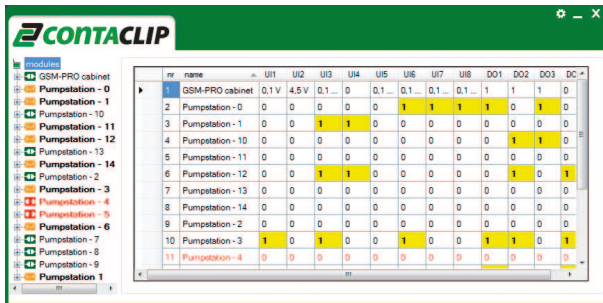 CONTACLIP
modules
GSM-PRO cabinet
Pumpstation - 0
Pumpstation - 1
Pumpstation - 10
Pumpstation - 11
Pumpstation - 12
Pumpstation - 13
Pumpstation - 14
Pumpstation - 2
Pumpstation - 3
Pumpstation - 4
Pumpstation - 5
Pumpstation - 6
Pumpstation - 7
Pumpstation - 8
Pumpstation - 9
Pumpstation 1
nr name UI1 UI2 UI3 UI4 UI5 UI6 UI7 UI8 DO1 DO2 DO3 DC
1 GSM-PRO cabinet 0,1 V 4,5 V 0,1 ... 0 0,1 ... 0,1 ... 0,1 ... 0,1 ... 1 1 1 0
2 Pumpstation - 0 0 0 0 0 0 1 1 1 1 0 1 0
3 Pumpstation - 1 0 0 1 1 0 0 0 0 0 0 0 0
4 Pumpstation - 10 0 0 0 0 0 0 0 0 0 1 1 0
5 Pumpstation - 11 0 0 0 0 0 0 0 0 0 0 0 0
6 Pumpstation - 12 0 0 1 1 0 0 0 0 0 1 0 1
7 Pumpstation - 13 0 0 0 0 0 0 0 0 0 0 0 0
8 Pumpstation - 14 0 0 0 0 0 0 0 0 0 0 0 0
9 Pumpstation - 2 0 0 0 0 0 0 0 0 0 0 0 0
10 Pumpstation - 3 1 0 1 0 0 1 0 0 1 1 0 1
11 Pumpstation - 4 0 0 0 0 0 0 0 0 0 0 0 0